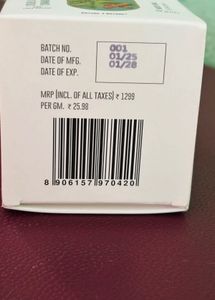 BATCH NO. 001
DATE OF MFG. 01/25
DATE OF EXP. 01/28
MRP (INCL. OF ALL TAXES) ₹ 1299
PER GM. ₹ 25.98
8 906157 970420